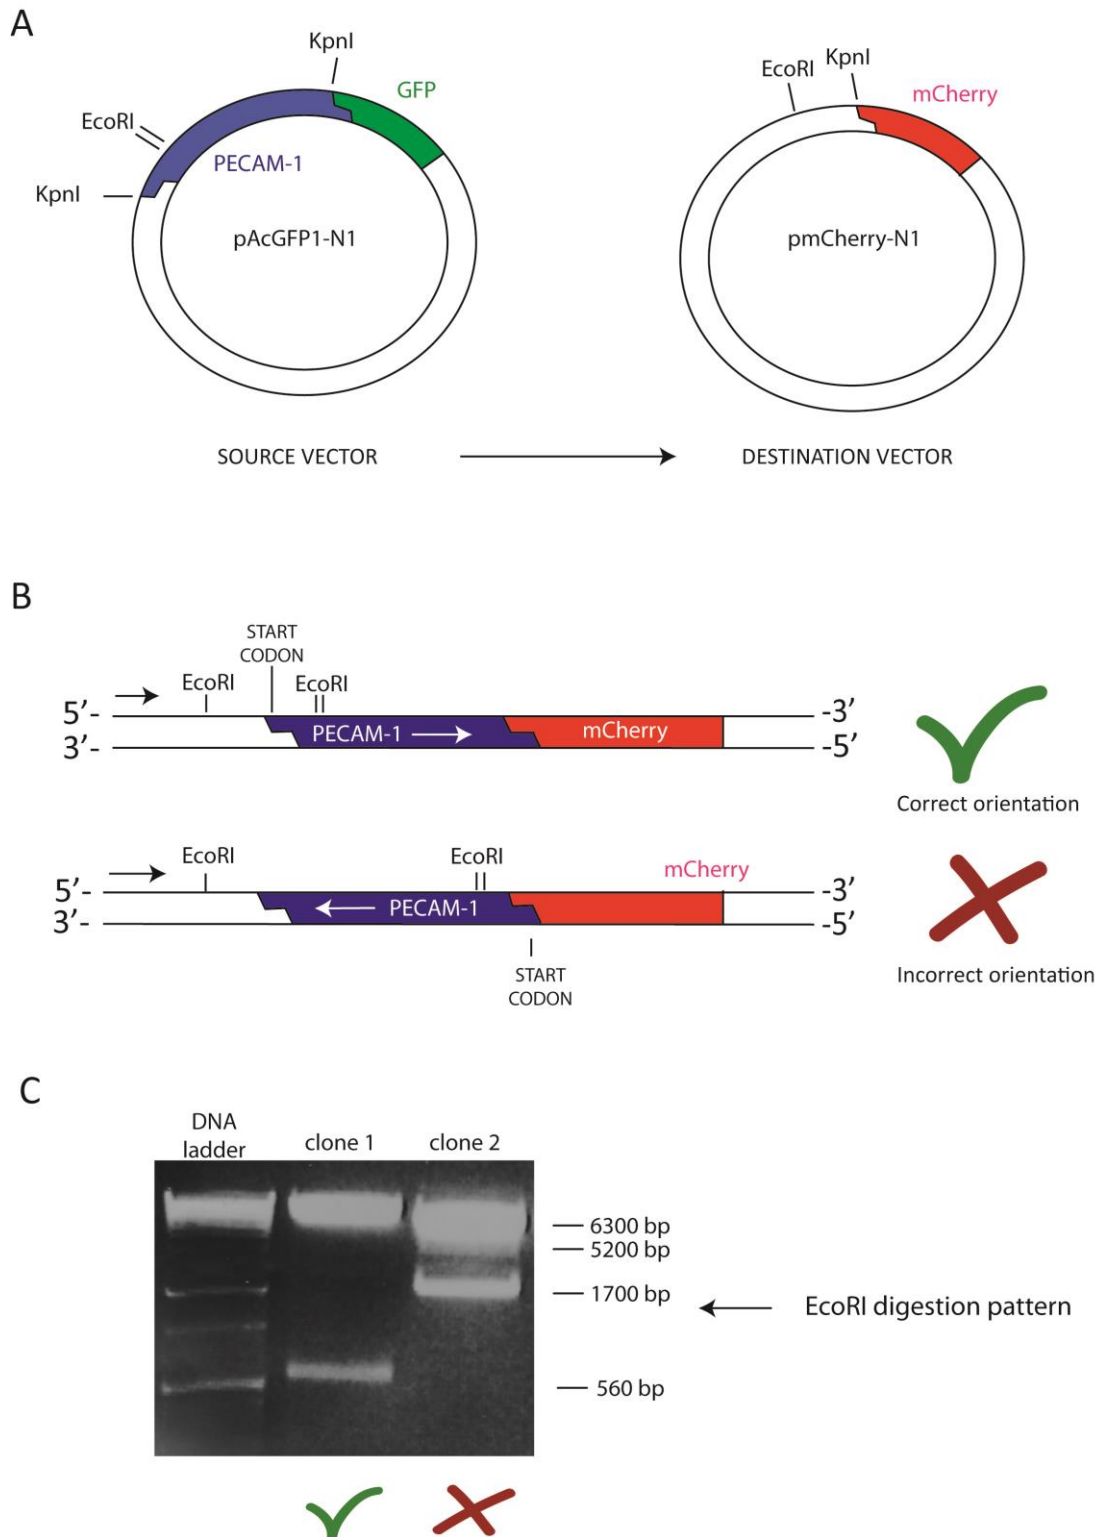 A
KpnI
GFP
EcoRI
PECAM-1
KpnI
pAcGFP1-N1
EcoRI
KpnI
mCherry
pmCherry-N1
SOURCE VECTOR
DESTINATION VECTOR
B
START
CODON
EcoRI
EcoRI
5’-
-3’
PECAM-1
mCherry
3’-
-5’
Correct orientation
EcoRI
EcoRI
mCherry
5’-
-3’
PECAM-1
3’-
-5’
START
CODON
Incorrect orientation
C
DNA
ladder
clone 1
clone 2
6300 bp
5200 bp
1700 bp
EcoRI digestion pattern
560 bp